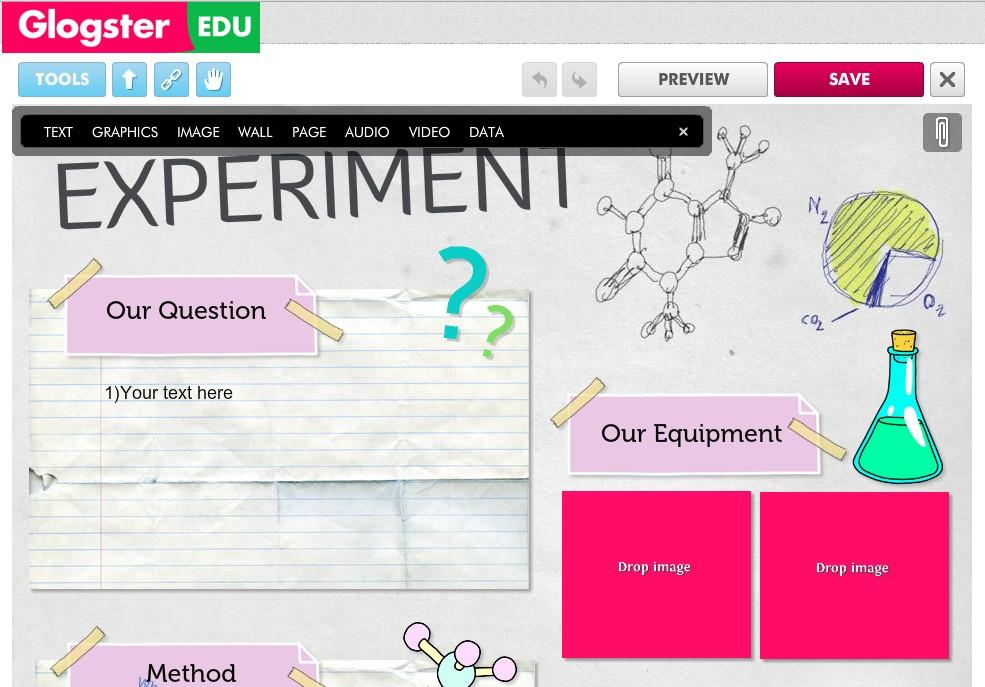 Glogster EDU
TOOLS PREVIEW SAVE
TEXT GRAPHICS IMAGE WALL PAGE AUDIO VIDEO DATA
EXPERIMENT
N2
O2
CO2
Our Question
? ?
1)Your text here
Our Equipment
Drop image Drop image
Method